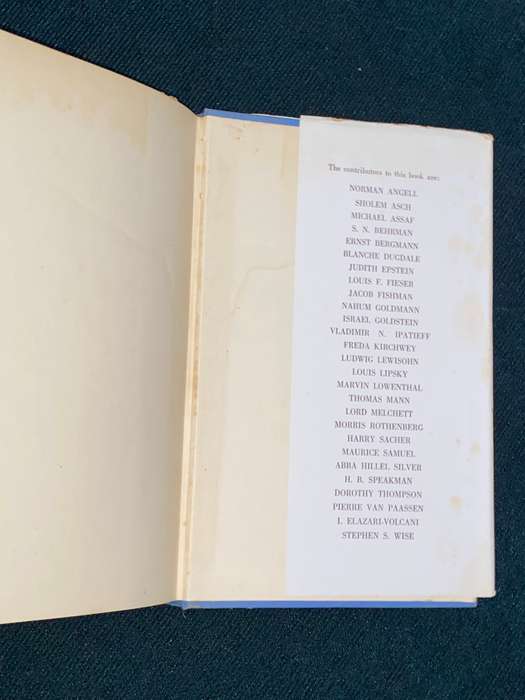 The contributors to this book are:
NORMAN ANGELL
SHOLEM ASCH
MICHAEL ASSAF
S. N. BEHRMAN
ERNST BERGMANN
BLANCHE DUGDALE
JUDITH EPSTEIN
LOUIS F. FIESER
JACOB FISHMAN
NAHUM GOLDMANN
ISRAEL GOLDSTEIN
VLADIMIR N. IPATIEFF
FREDA KIRCHWEY
LUDWIG LEWISOHN
LOUIS LIPSKY
MARVIN LOWENTHAL
THOMAS MANN
LORD MELCHETT
MORRIS ROTHENBERG
HARRY SACHER
MAURICE SAMUEL
ABBA HILLEL SILVER
H. B. SPEAKMAN
DOROTHY THOMPSON
PIERRE VAN PAASSEN
I. ELAZARI-VOLCANI
STEPHEN S. WISE